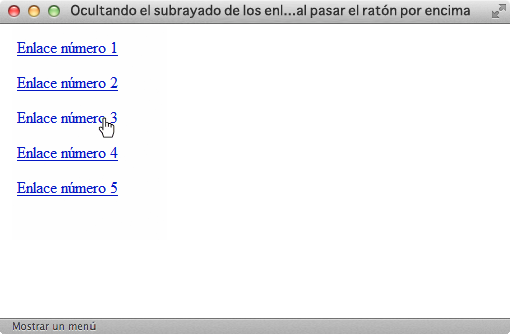 Ocultando el subrayado de los enl...al pasar el ratón por encima
Enlace número 1
Enlace número 2
Enlace número 3
Enlace número 4
Enlace número 5
Mostrar un menú